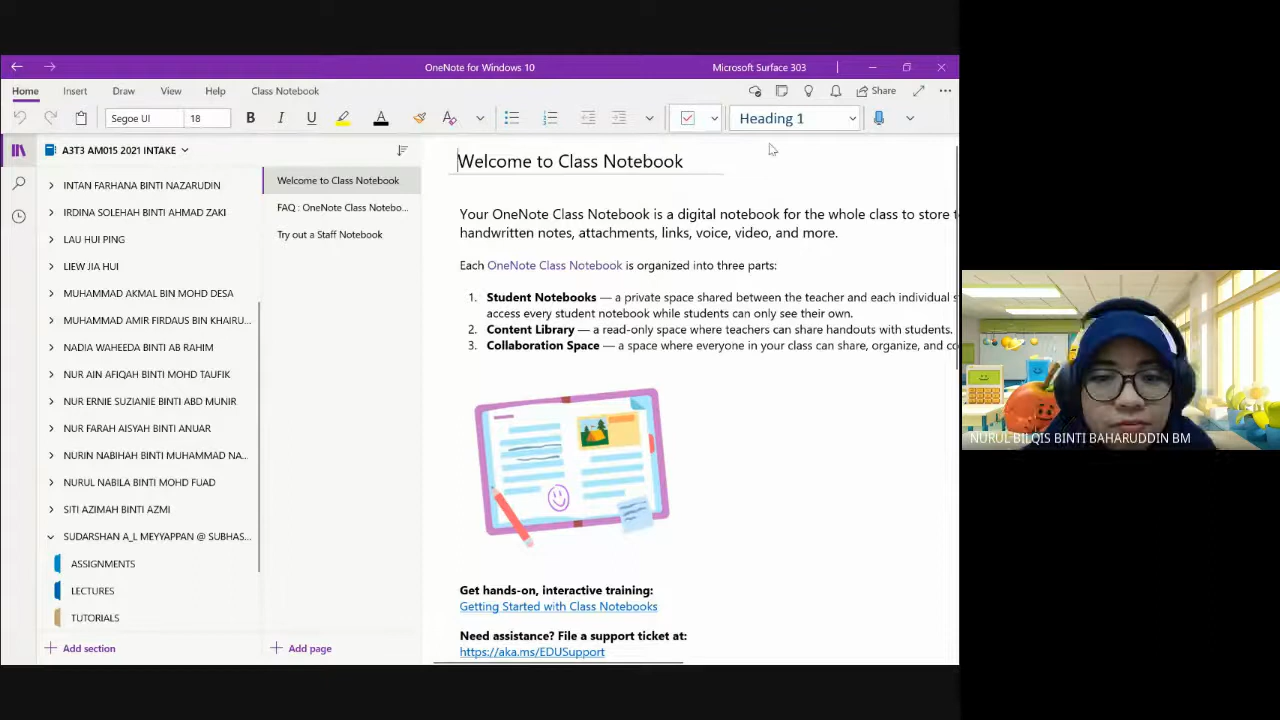 OneNote for Windows 10
Microsoft Surface 303
Home Insert Draw View Help Class Notebook
Share
Segoe UI 18 B I U A Heading 1
A3T3 AM015 2021 INTAKE
INTAN FARHANA BINTI NAZARUDIN
IRDINA SOLEHAH BINTI AHMAD ZAKI
LAU HUI PING
LIEW JIA HUI
MUHAMMAD AKMAL BIN MOHD DESA
MUHAMMAD AMIR FIRDAUS BIN KHAIRU...
NADIA WAHEEDA BINTI AB RAHIM
NUR AIN AFIQAH BINTI MOHD TAUFIK
NUR ERNIE SUZIANIE BINTI ABD MUNIR
NUR FARAH AISYAH BINTI ANUAR
NURIN NABIHAH BINTI MUHAMMAD NA...
NURUL NABILA BINTI MOHD FUAD
SITI AZIMAH BINTI AZMI
SUDARSHAN A_L MEYYAPPAN @ SUBHAS...
ASSIGNMENTS
LECTURES
TUTORIALS
+ Add section
Welcome to Class Notebook
FAQ : OneNote Class Notebo...
Try out a Staff Notebook
+ Add page
Welcome to Class Notebook
Your OneNote Class Notebook is a digital notebook for the whole class to store
handwritten notes, attachments, links, voice, video, and more.
Each OneNote Class Notebook is organized into three parts:
1. Student Notebooks — a private space shared between the teacher and each individual
access every student notebook while students can only see their own.
2. Content Library — a read-only space where teachers can share handouts with students.
3. Collaboration Space — a space where everyone in your class can share, organize, and
Get hands-on, interactive training:
Getting Started with Class Notebooks
Need assistance? File a support ticket at:
https://aka.ms/EDUSupport
NURUL BILQIS BINTI BAHARUDDIN BM